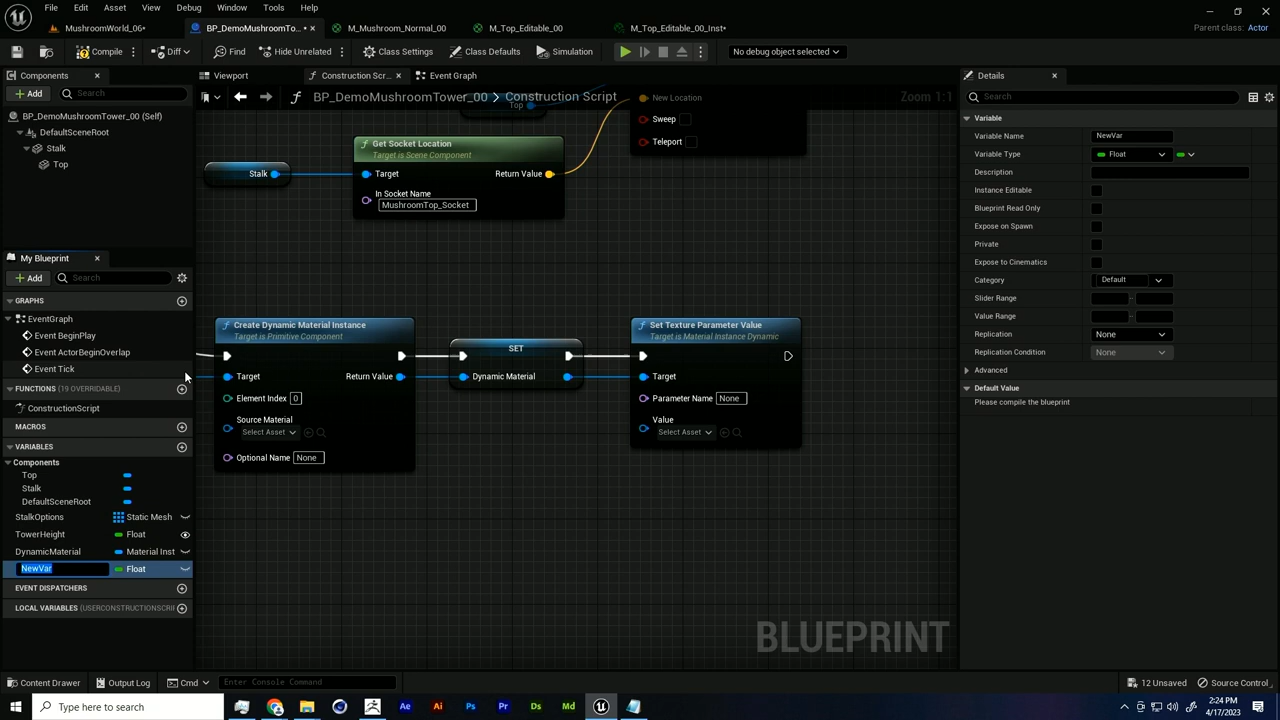 File Edit Asset View Debug Window Tools Help
MushroomWorld_06* BP_DemoMushroomTo... * M_Mushroom_Normal_00 M_Top_Editable_00 M_Top_Editable_00_Inst* Parent class: Actor
Compile Diff Find Hide Unrelated Class Settings Class Defaults Simulation No debug object selected
Components
Add Search
BP_DemoMushroomTower_00 (Self)
DefaultSceneRoot
Stalk
Top
My Blueprint
Add Search
GRAPHS
EventGraph
Event BeginPlay
Event ActorBeginOverlap
Event Tick
FUNCTIONS (19 OVERRIDABLE)
ConstructionScript
MACROS
VARIABLES
Components
Top
Stalk
DefaultSceneRoot
StalkOptions Static Mesh
TowerHeight Float
DynamicMaterial Material Inst
NewVar Float
EVENT DISPATCHERS
LOCAL VARIABLES (USERCONSTRUCTIONSCRI
Viewport Construction Scr... Event Graph
BP_DemoMushroomTower_00 > Construction Script Zoom 1:1
Top
New Location
Sweep
Teleport
Stalk
Get Socket Location
Target is Scene Component
Target Return Value
In Socket Name
MushroomTop_Socket
Create Dynamic Material Instance
Target is Primitive Component
Target Return Value
Element Index 0
Source Material
Select Asset
Optional Name None
SET
Dynamic Material
Set Texture Parameter Value
Target is Material Instance Dynamic
Target
Parameter Name None
Value
Select Asset
BLUEPRINT
Details
Search
Variable
Variable Name NewVar
Variable Type Float
Description
Instance Editable
Blueprint Read Only
Expose on Spawn
Private
Expose to Cinematics
Category Default
Slider Range
Value Range
Replication None
Replication Condition None
Advanced
Default Value
Please compile the blueprint
Content Drawer Output Log Cmd Enter Console Command 12 Unsaved Source Control
Type here to search Ae Ai Ps Pr Ds Md
2:24 PM
4/17/2023